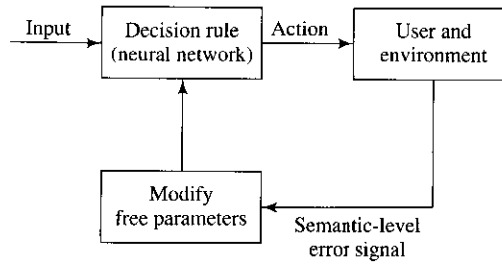 Input
Decision rule
(neural network)
Action
User and
environment
Modify
free parameters
Semantic-level
error signal